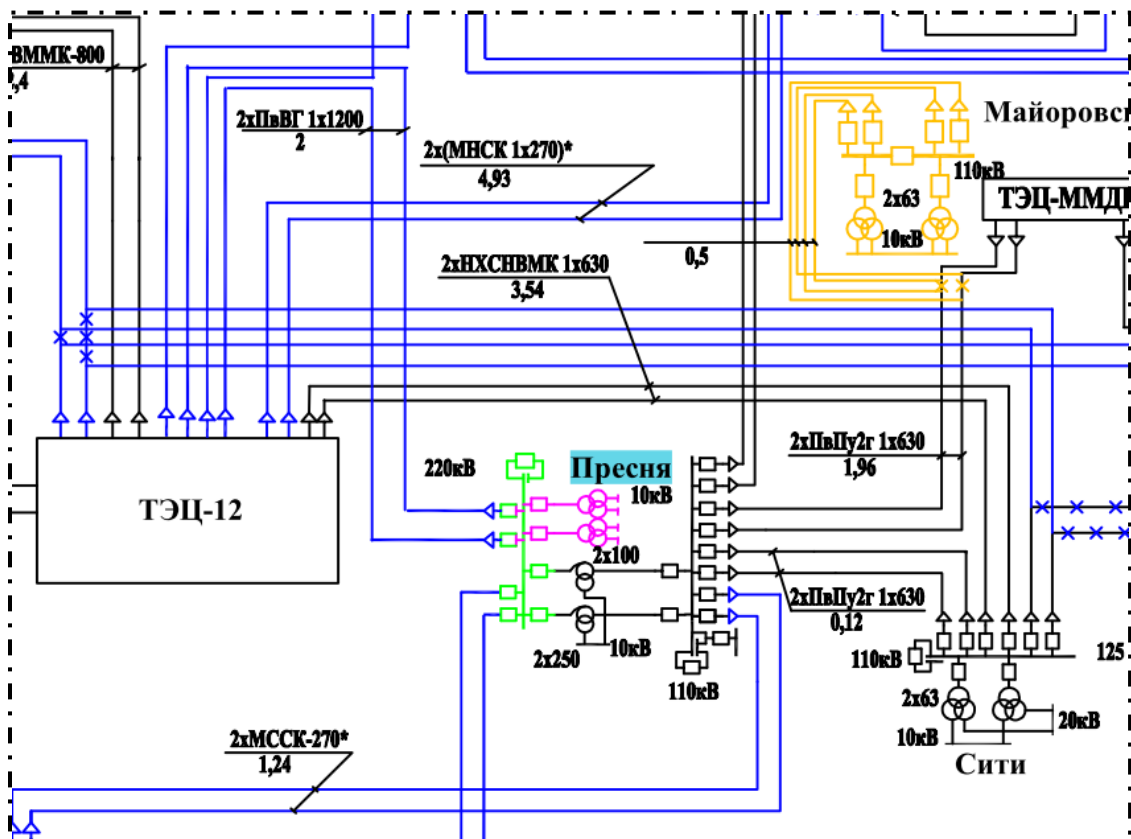 ВММК-800
,4
2хПвВГ 1х1200
2
2х(МНСК 1х270)*
4,93
Майоровс
110кВ
ТЭЦ-ММД
2х63
10кВ
0,5
2хНХСНВМК 1х630
3,54
2хПвПу2г 1х630
1,96
220кВ
Пресня
10кВ
ТЭЦ-12
2х100
2хПвПу2г 1х630
0,12
2х250
10кВ
110кВ
110кВ
125
2х63
20кВ
10кВ
Сити
2хМССК-270*
1,24